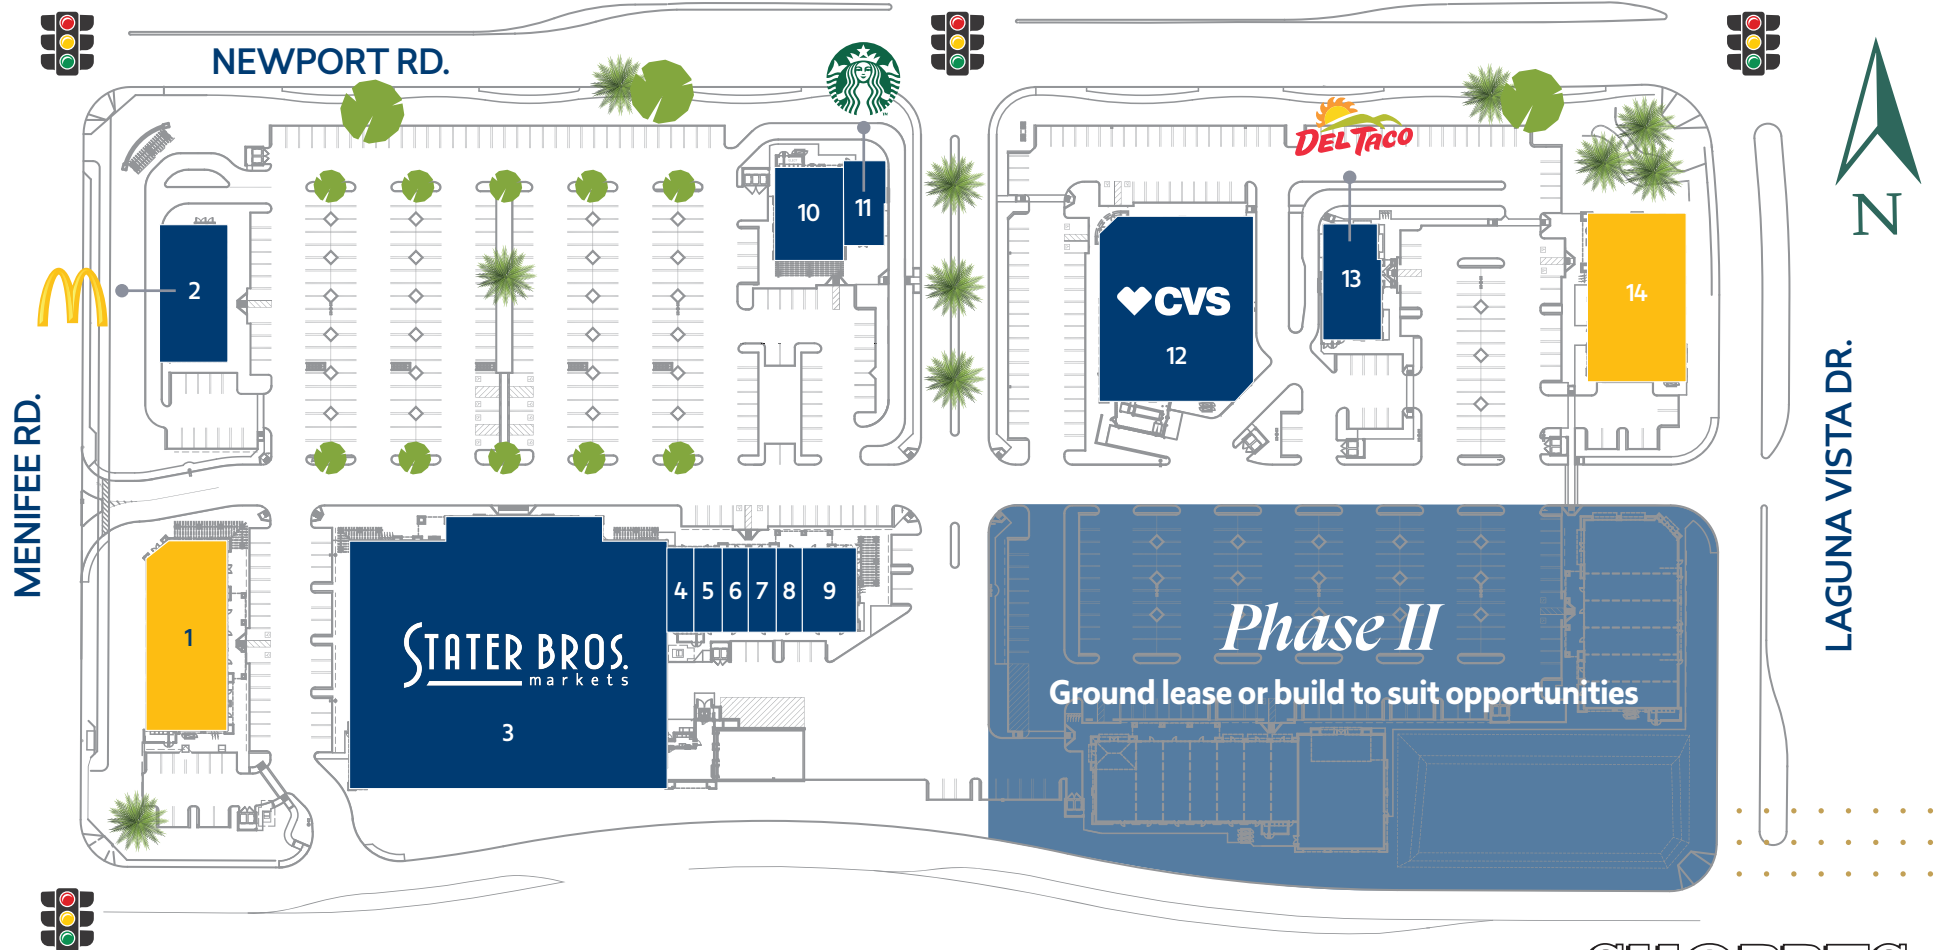 NEWPORT RD.
DEL TACO
N
10
11
2
13
14
CVS
12
MENIFEE RD.
LAGUNA VISTA DR.
4
5
6
7
8
9
1
STATER BROS.
markets
3
Phase II
Ground lease or build to suit opportunities